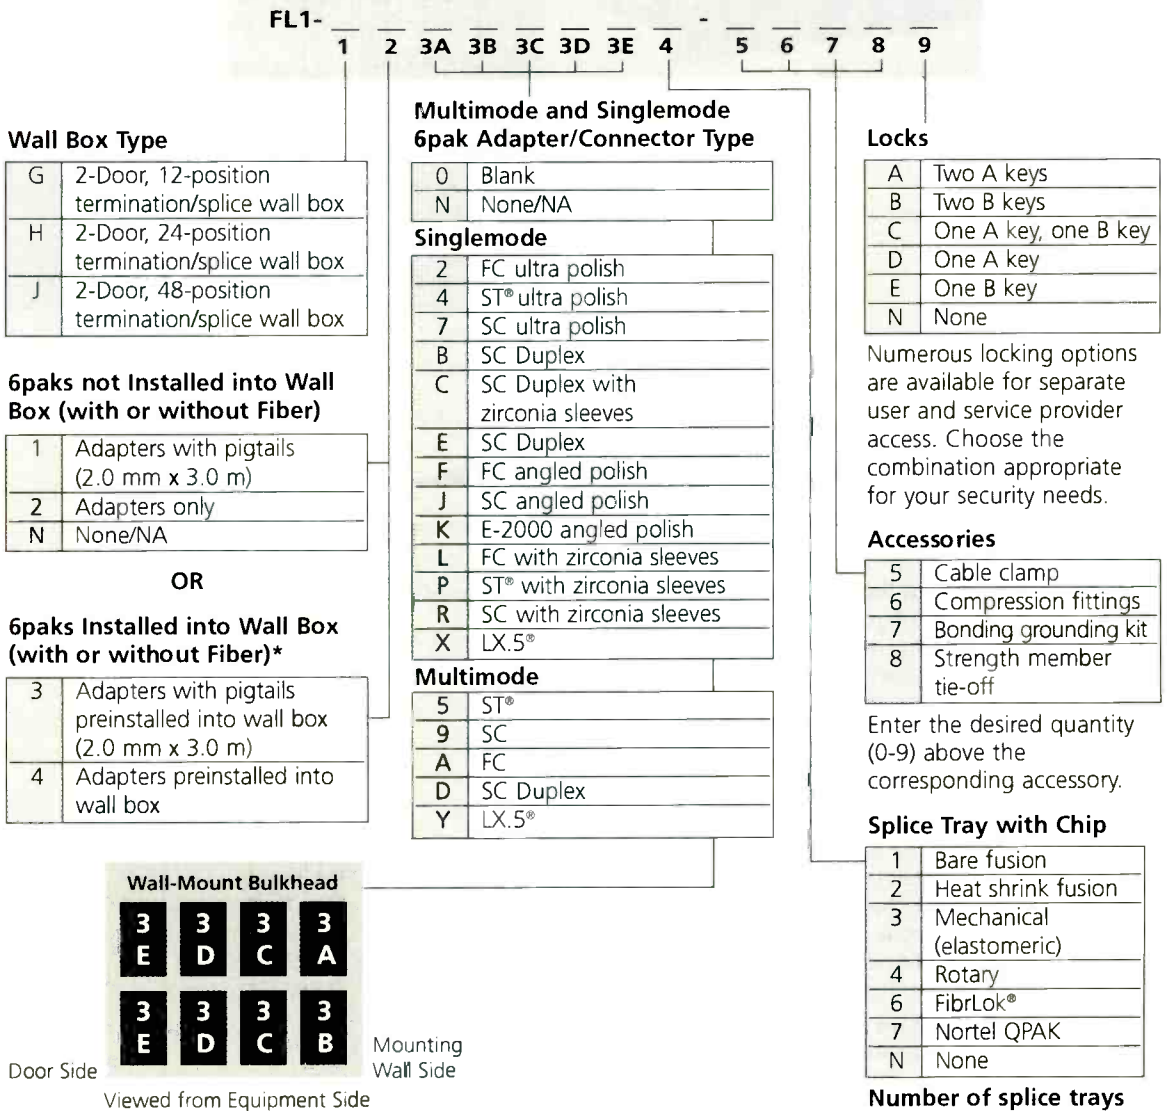 FL1- __ __ __ __ __ __ __ __ - __ __ __ __ __
1 2 3A 3B 3C 3D 3E 4 5 6 7 8 9
Wall Box Type
G 2-Door, 12-position
termination/splice wall box
H 2-Door, 24-position
termination/splice wall box
J 2-Door, 48-position
termination/splice wall box
6paks not Installed into Wall
Box (with or without Fiber)
1 Adapters with pigtails
(2.0 mm x 3.0 m)
2 Adapters only
N None/NA
OR
6paks Installed into Wall Box
(with or without Fiber)*
3 Adapters with pigtails
preinstalled into wall box
(2.0 mm x 3.0 m)
4 Adapters preinstalled into
wall box
Multimode and Singlemode
6pak Adapter/Connector Type
0 Blank
N None/NA
Singlemode
2 FC ultra polish
4 ST® ultra polish
7 SC ultra polish
B SC Duplex
C SC Duplex with
zirconia sleeves
E SC Duplex
F FC angled polish
J SC angled polish
K E-2000 angled polish
L FC with zirconia sleeves
P ST® with zirconia sleeves
R SC with zirconia sleeves
X LX.5®
Multimode
5 ST®
9 SC
A FC
D SC Duplex
Y LX.5®
Wall-Mount Bulkhead
3 3 3 3
E D C A
3 3 3 3
E D C B
Door Side
Mounting
Wall Side
Viewed from Equipment Side
Locks
A Two A keys
B Two B keys
C One A key, one B key
D One A key
E One B key
N None
Numerous locking options
are available for separate
user and service provider
access. Choose the
combination appropriate
for your security needs.
Accessories
5 Cable clamp
6 Compression fittings
7 Bonding grounding kit
8 Strength member
tie-off
Enter the desired quantity
(0-9) above the
corresponding accessory.
Splice Tray with Chip
1 Bare fusion
2 Heat shrink fusion
3 Mechanical
(elastomeric)
4 Rotary
6 FibrLok®
7 Nortel QPAK
N None
Number of splice trays